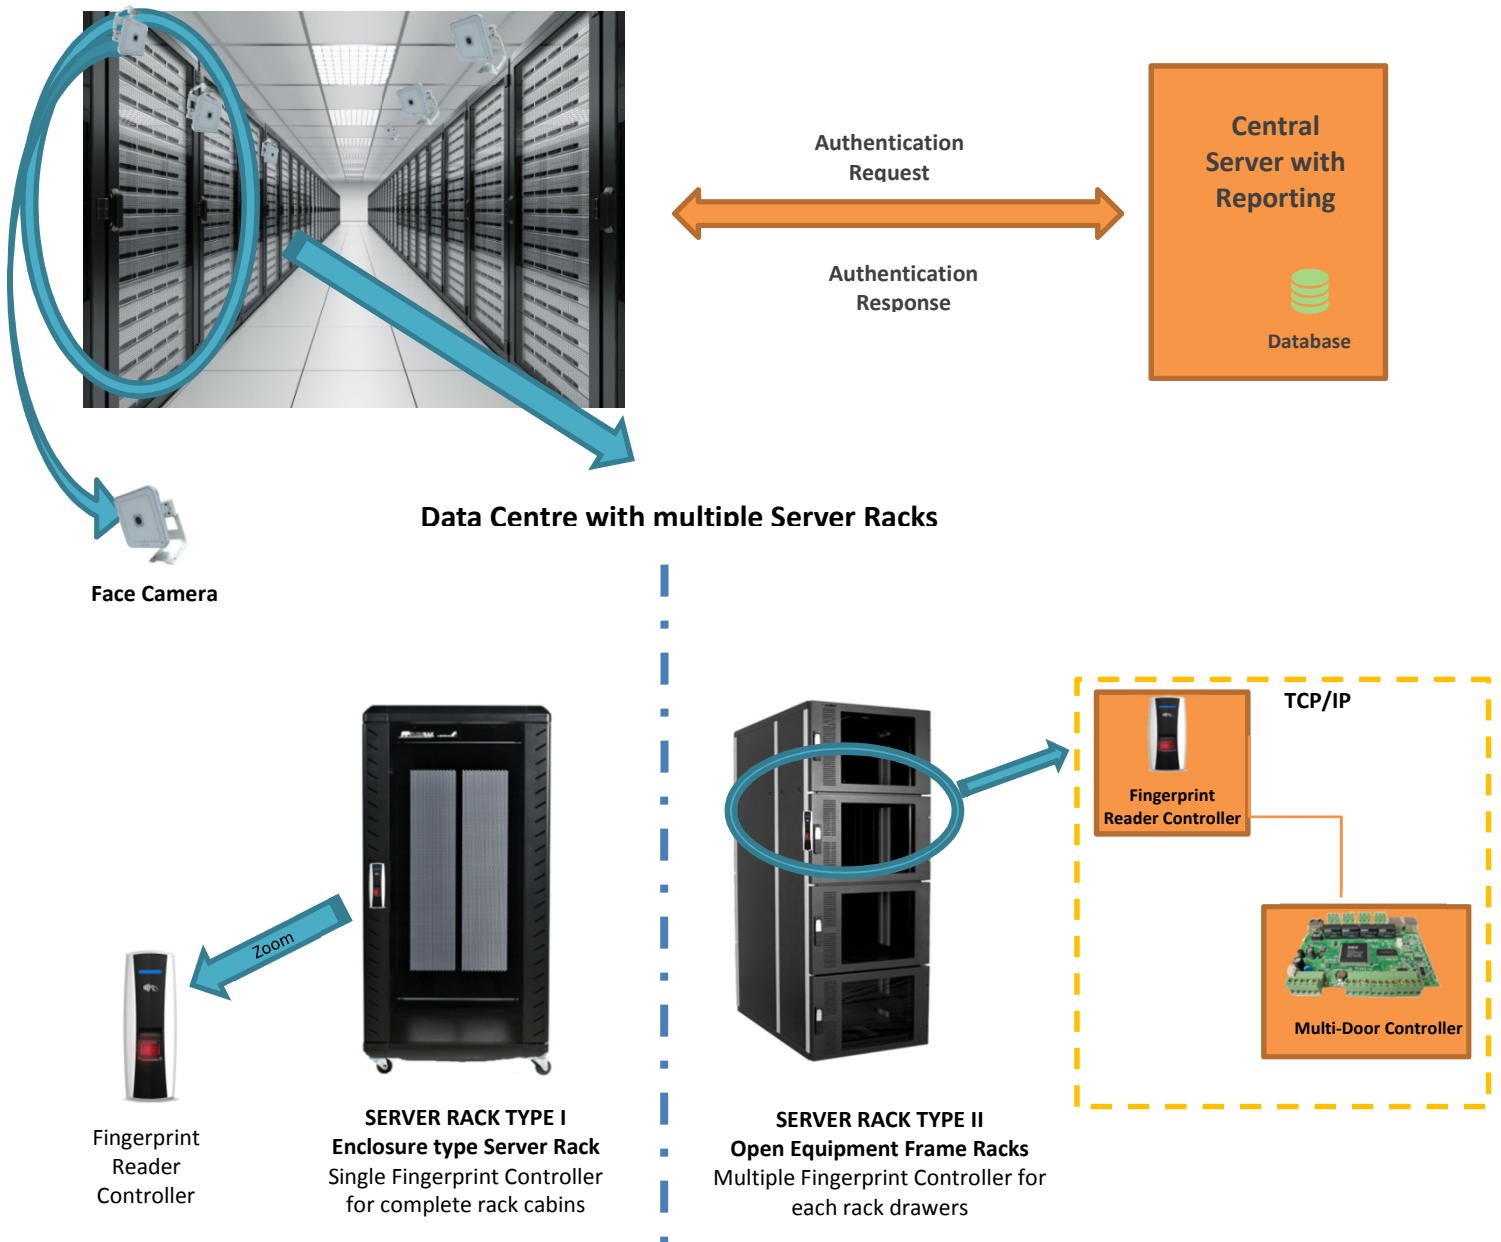 Authentication
Request
Authentication
Response
Central
Server with
Reporting
Database
Data Centre with multiple Server Racks
Face Camera
TCP/IP
Fingerprint
Reader Controller
Multi-Door Controller
Zoom
Fingerprint
Reader
Controller
SERVER RACK TYPE I
Enclosure type Server Rack
Single Fingerprint Controller
for complete rack cabins
SERVER RACK TYPE II
Open Equipment Frame Racks
Multiple Fingerprint Controller for
each rack drawers